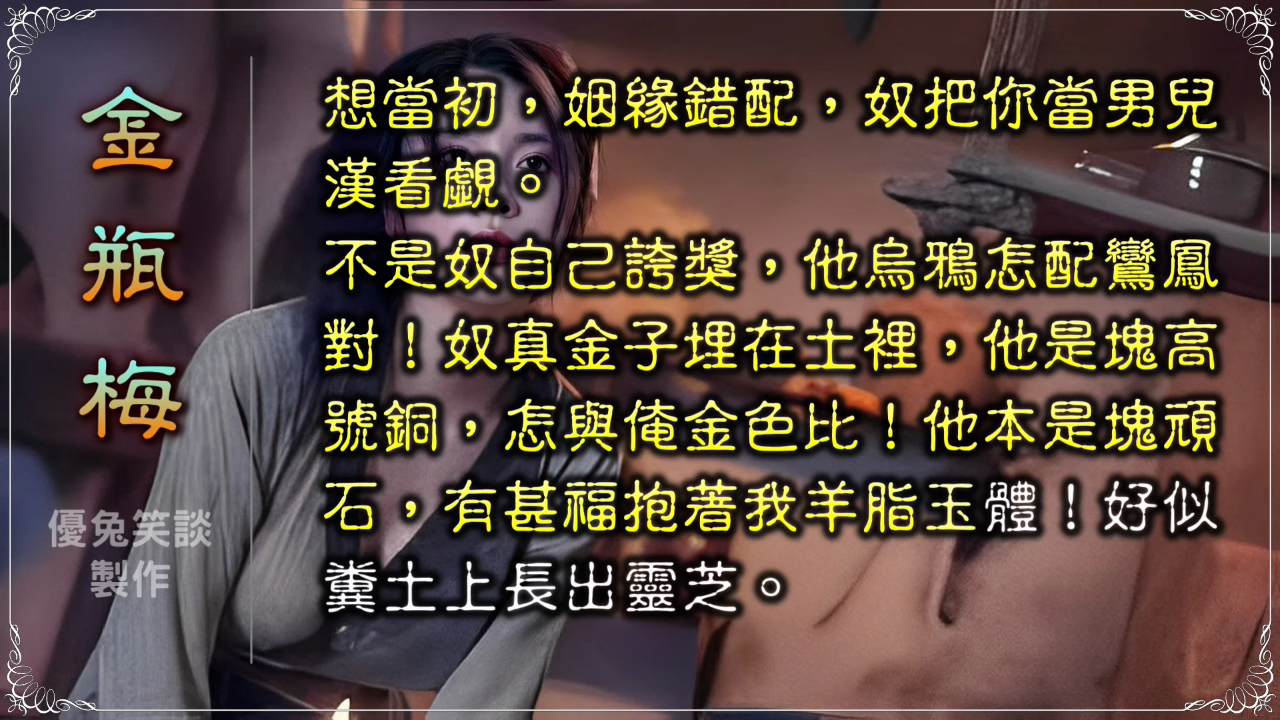 金瓶梅
優兔笑談
製作
想當初，姻緣錯配，奴把你當男兒
漢看覷。
不是奴自己誇獎，他烏鴉怎配鸞鳳
對！奴真金子埋在土裡，他是塊高
號銅，怎與俺金色比！他本是塊頑
石，有甚福抱著我羊脂玉體！好似
糞土上長出靈芝。